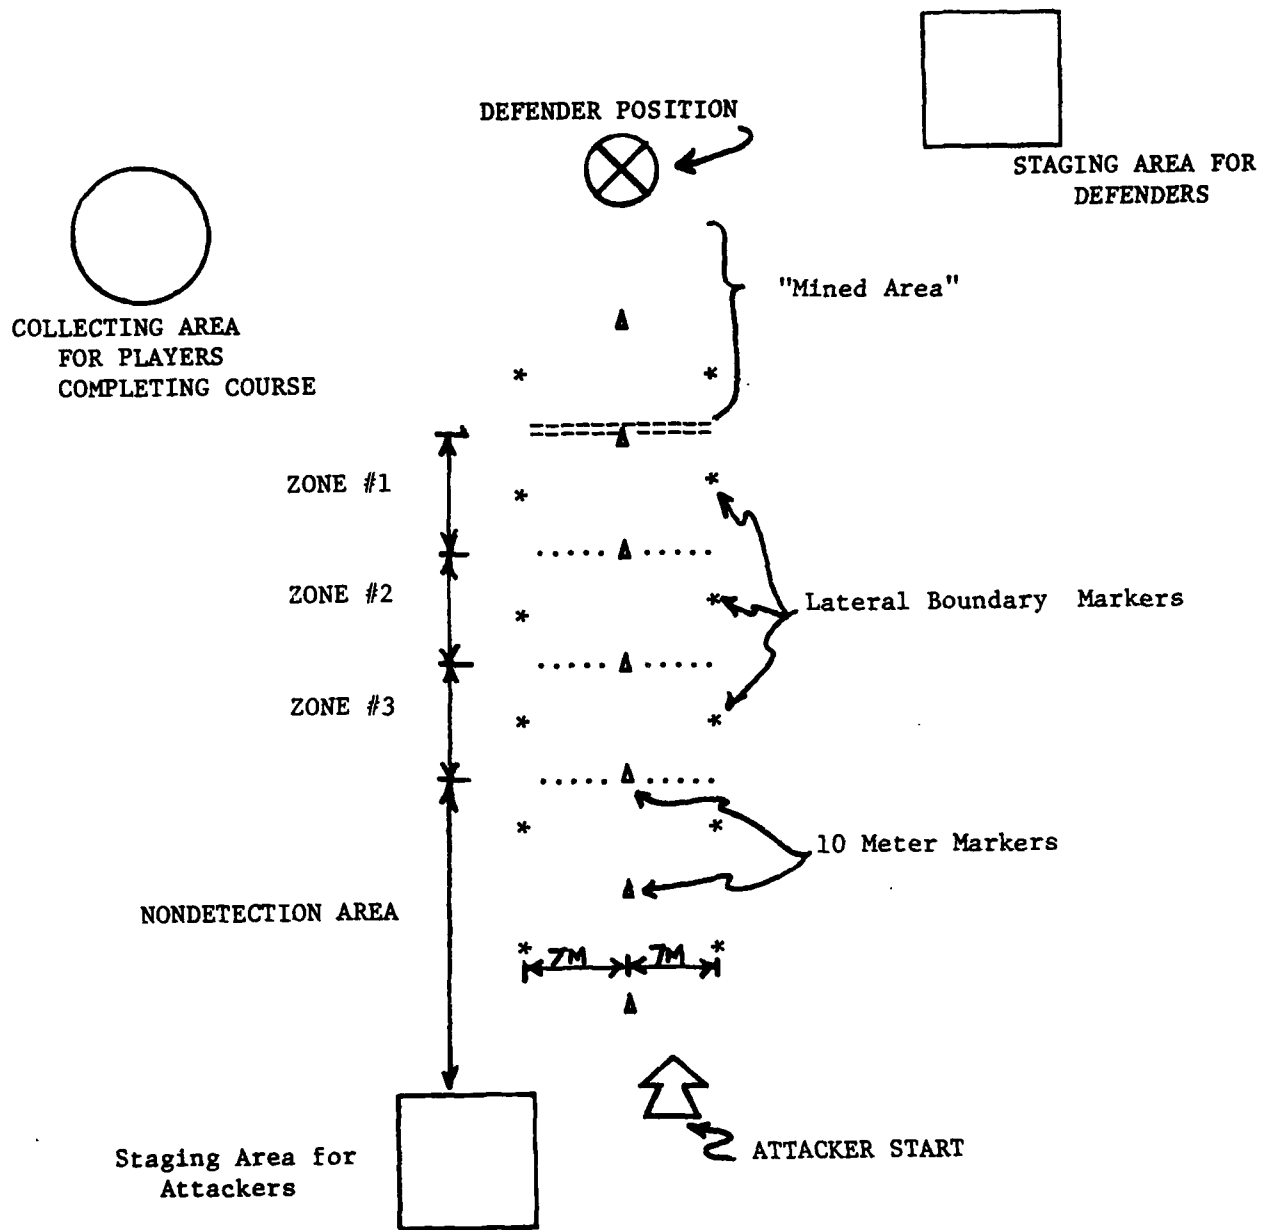 DEFENDER POSITION
STAGING AREA FOR
DEFENDERS
"Mined Area"
COLLECTING AREA
FOR PLAYERS
COMPLETING COURSE
ZONE #1
ZONE #2
Lateral Boundary Markers
ZONE #3
10 Meter Markers
NONDETECTION AREA
7M 7M
ATTACKER START
Staging Area for
Attackers